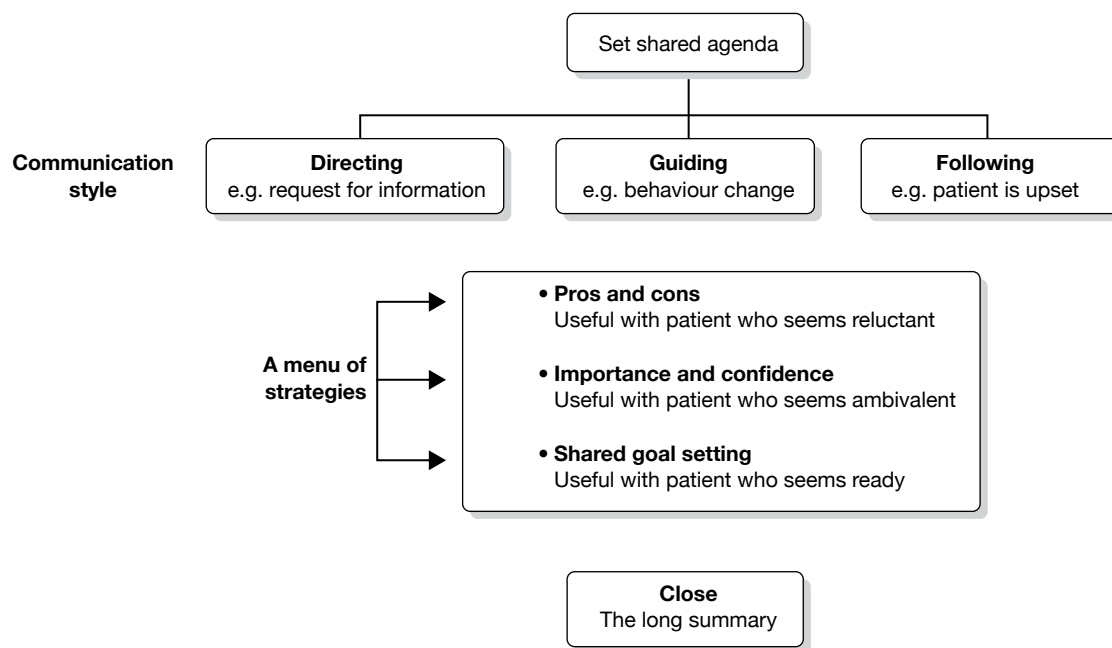 Set shared agenda
Communication
style
Directing
e.g. request for information
Guiding
e.g. behaviour change
Following
e.g. patient is upset
A menu of
strategies
• Pros and cons
Useful with patient who seems reluctant
• Importance and confidence
Useful with patient who seems ambivalent
• Shared goal setting
Useful with patient who seems ready
Close
The long summary